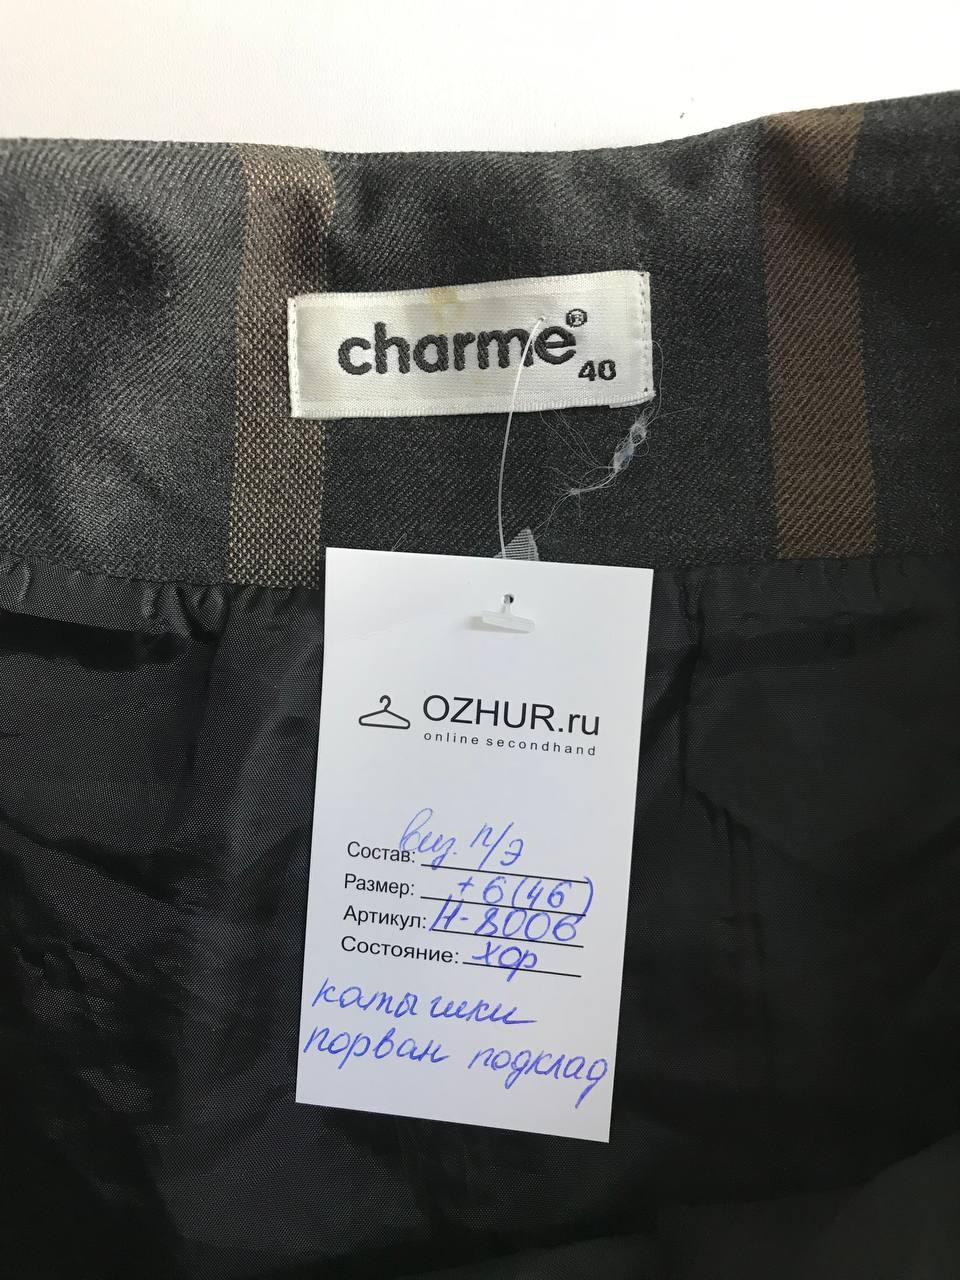 charme®
40
OZHUR.ru
online secondhand
Состав: виз. п/э
Размер: +6(46)
Артикул: Н-8006
Состояние: хор
катышки
порван подклад